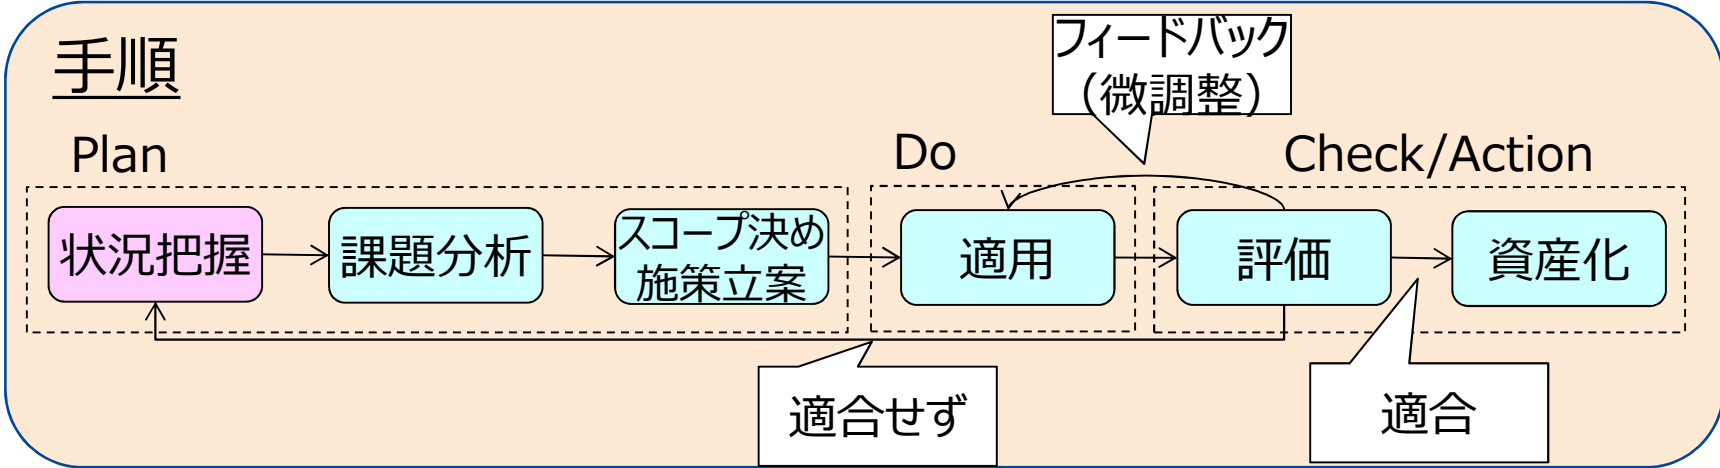 手順
フィードバック
（微調整）
Plan
Do
Check/Action
状況把握
課題分析
スコープ決め
施策立案
適用
評価
資産化
適合せず
適合